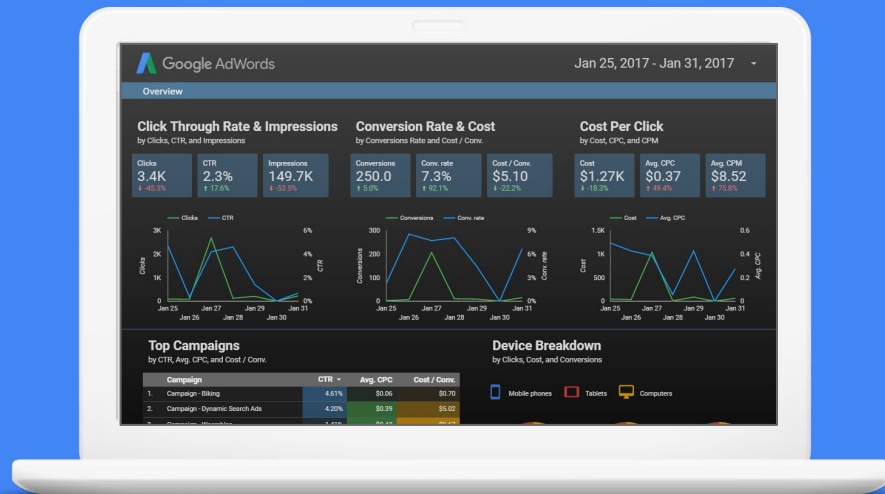 Google AdWords
Jan 25, 2017 - Jan 31, 2017
Overview
Click Through Rate & Impressions
by Clicks, CTR, and Impressions
Clicks
3.4K
-45.3%
CTR
2.3%
17.6%
Impressions
149.7K
-53.5%
Clicks
CTR
3K
2K
1K
0
Clicks
6%
4%
2%
0%
CTR
Jan 25
Jan 26
Jan 27
Jan 28
Jan 29
Jan 30
Jan 31
Conversion Rate & Cost
by Conversions Rate and Cost / Conv.
Conversions
250.0
5.0%
Conv. rate
7.3%
92.1%
Cost / Conv.
$5.10
-22.2%
Conversions
Conv. rate
300
200
100
0
Conversions
9%
6%
3%
0%
Conv. rate
Jan 25
Jan 26
Jan 27
Jan 28
Jan 29
Jan 30
Jan 31
Cost Per Click
by Cost, CPC, and CPM
Cost
$1.27K
-18.3%
Avg. CPC
$0.37
49.4%
Avg. CPM
$8.52
75.8%
Cost
Avg. CPC
1.5K
1K
500
0
Cost
0.6
0.4
0.2
0
Avg. CPC
Jan 25
Jan 26
Jan 27
Jan 28
Jan 29
Jan 30
Jan 31
Top Campaigns
by CTR, Avg. CPC, and Cost / Conv.
Campaign CTR Avg. CPC Cost / Conv.
1. Campaign - Biking 4.61% $0.06 $0.70
2. Campaign - Dynamic Search Ads 4.20% $0.39 $5.02
Device Breakdown
by Clicks, Cost, and Conversions
Mobile phones Tablets Computers